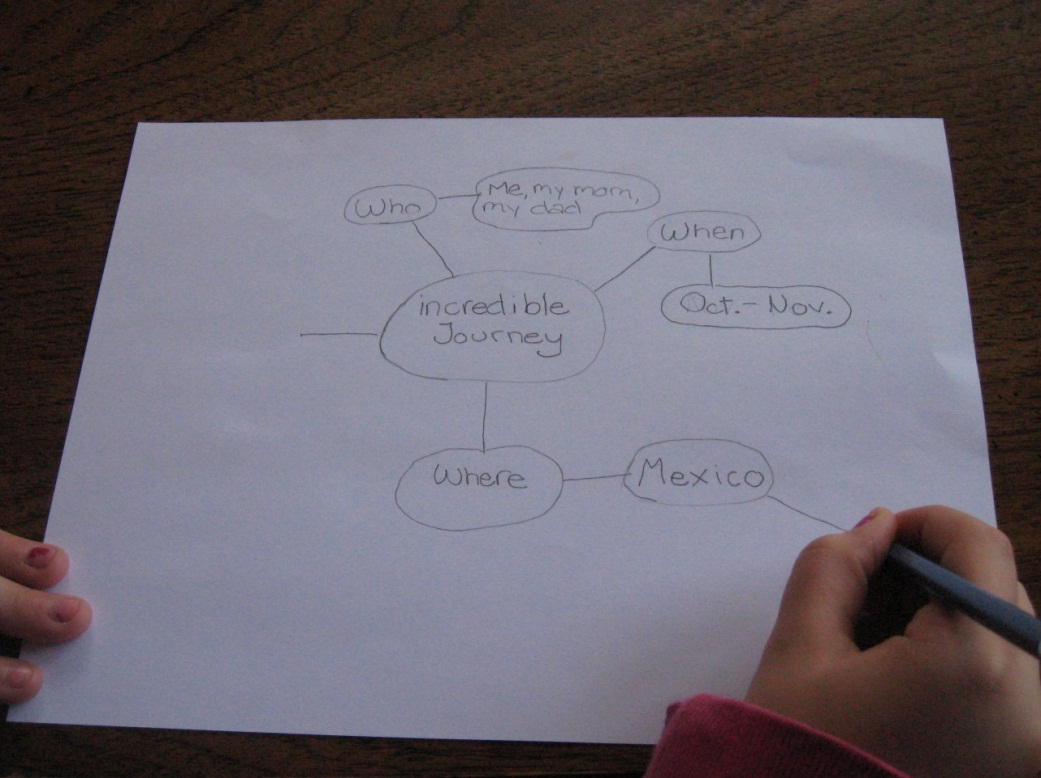 Who
Me, my mom,
my dad
When
Oct. - Nov.
incredible
Journey
Where
Mexico